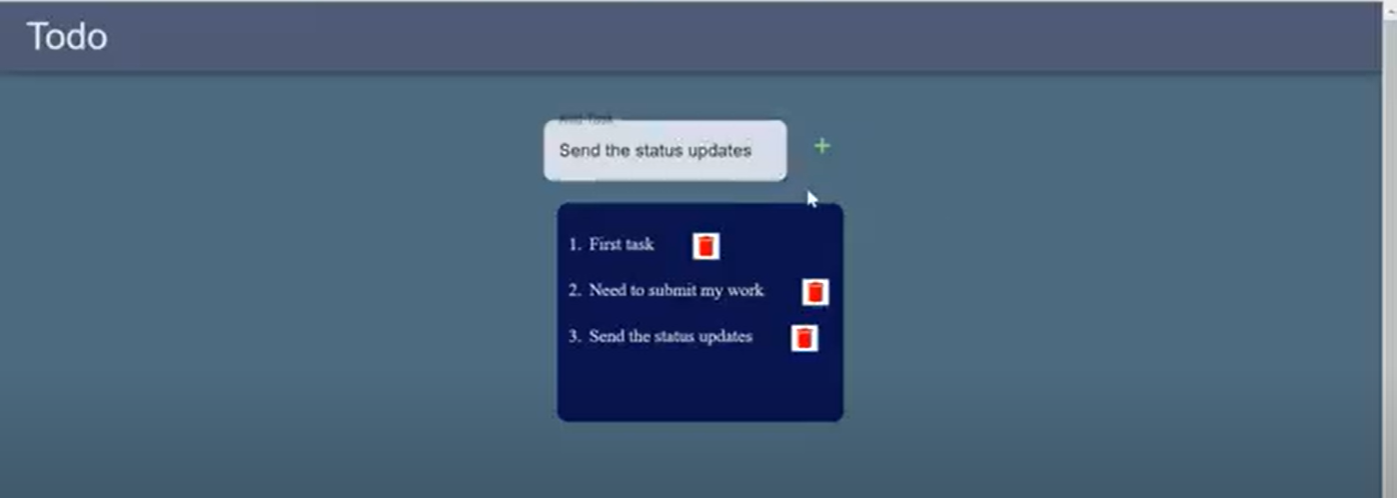 Todo
Add Task
Send the status updates
+
1. First task
2. Need to submit my work
3. Send the status updates